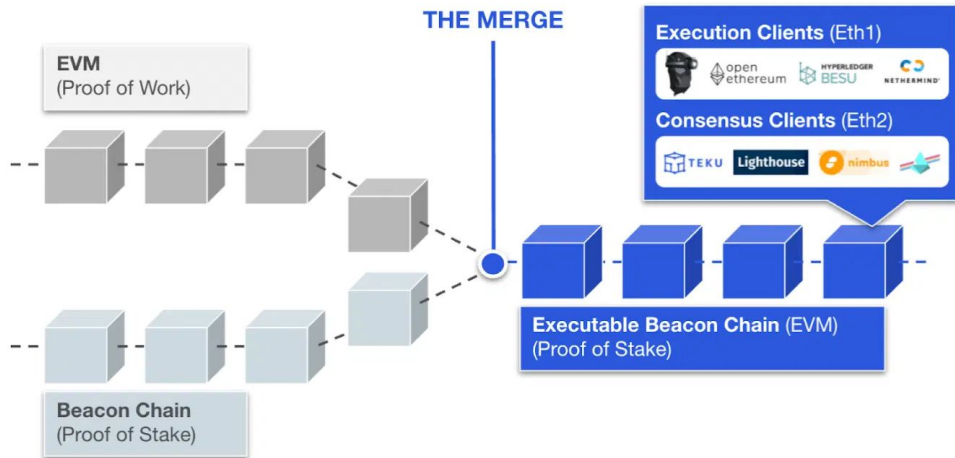 THE MERGE
EVM
(Proof of Work)
Execution Clients (Eth1)
open
ethereum
HYPERLEDGER
BESU
NETHERMIND
Consensus Clients (Eth2)
TEKU
Lighthouse
nimbus
Executable Beacon Chain (EVM)
(Proof of Stake)
Beacon Chain
(Proof of Stake)